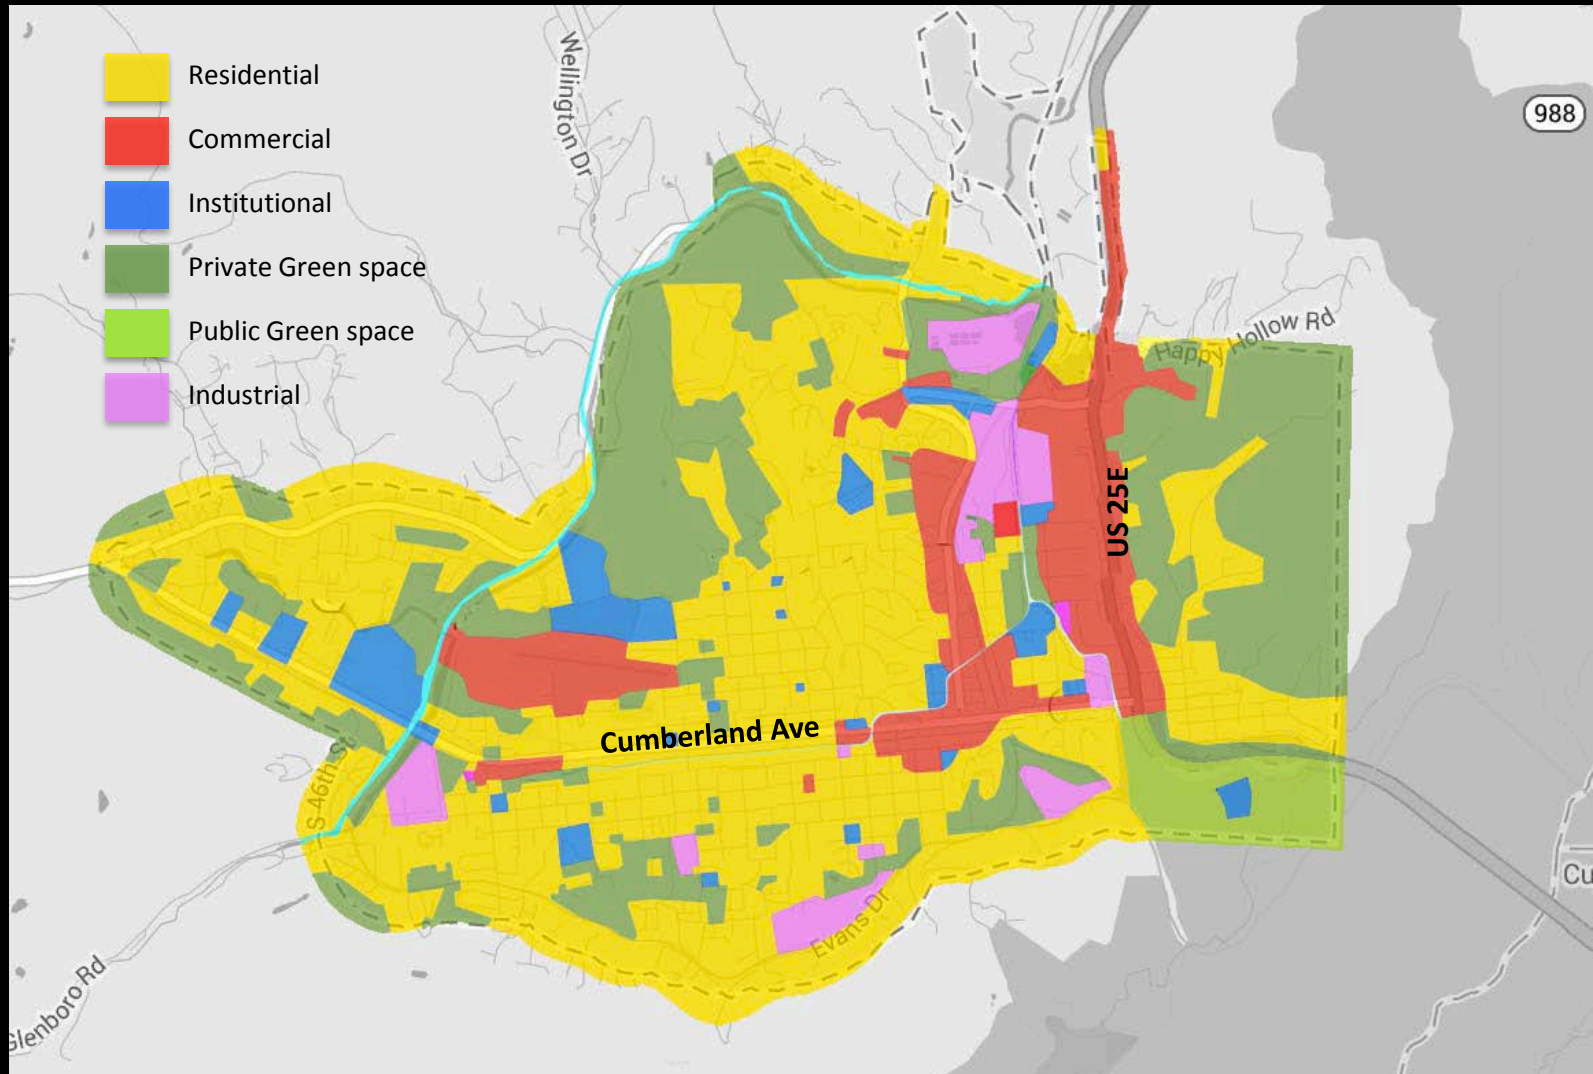 Residential
Commercial
Institutional
Private Green space
Public Green space
Industrial
Wellington Dr
988
Happy Hollow Rd
US 25E
Cumberland Ave
S 46th St
Evans Dr
Glenboro Rd
Cu